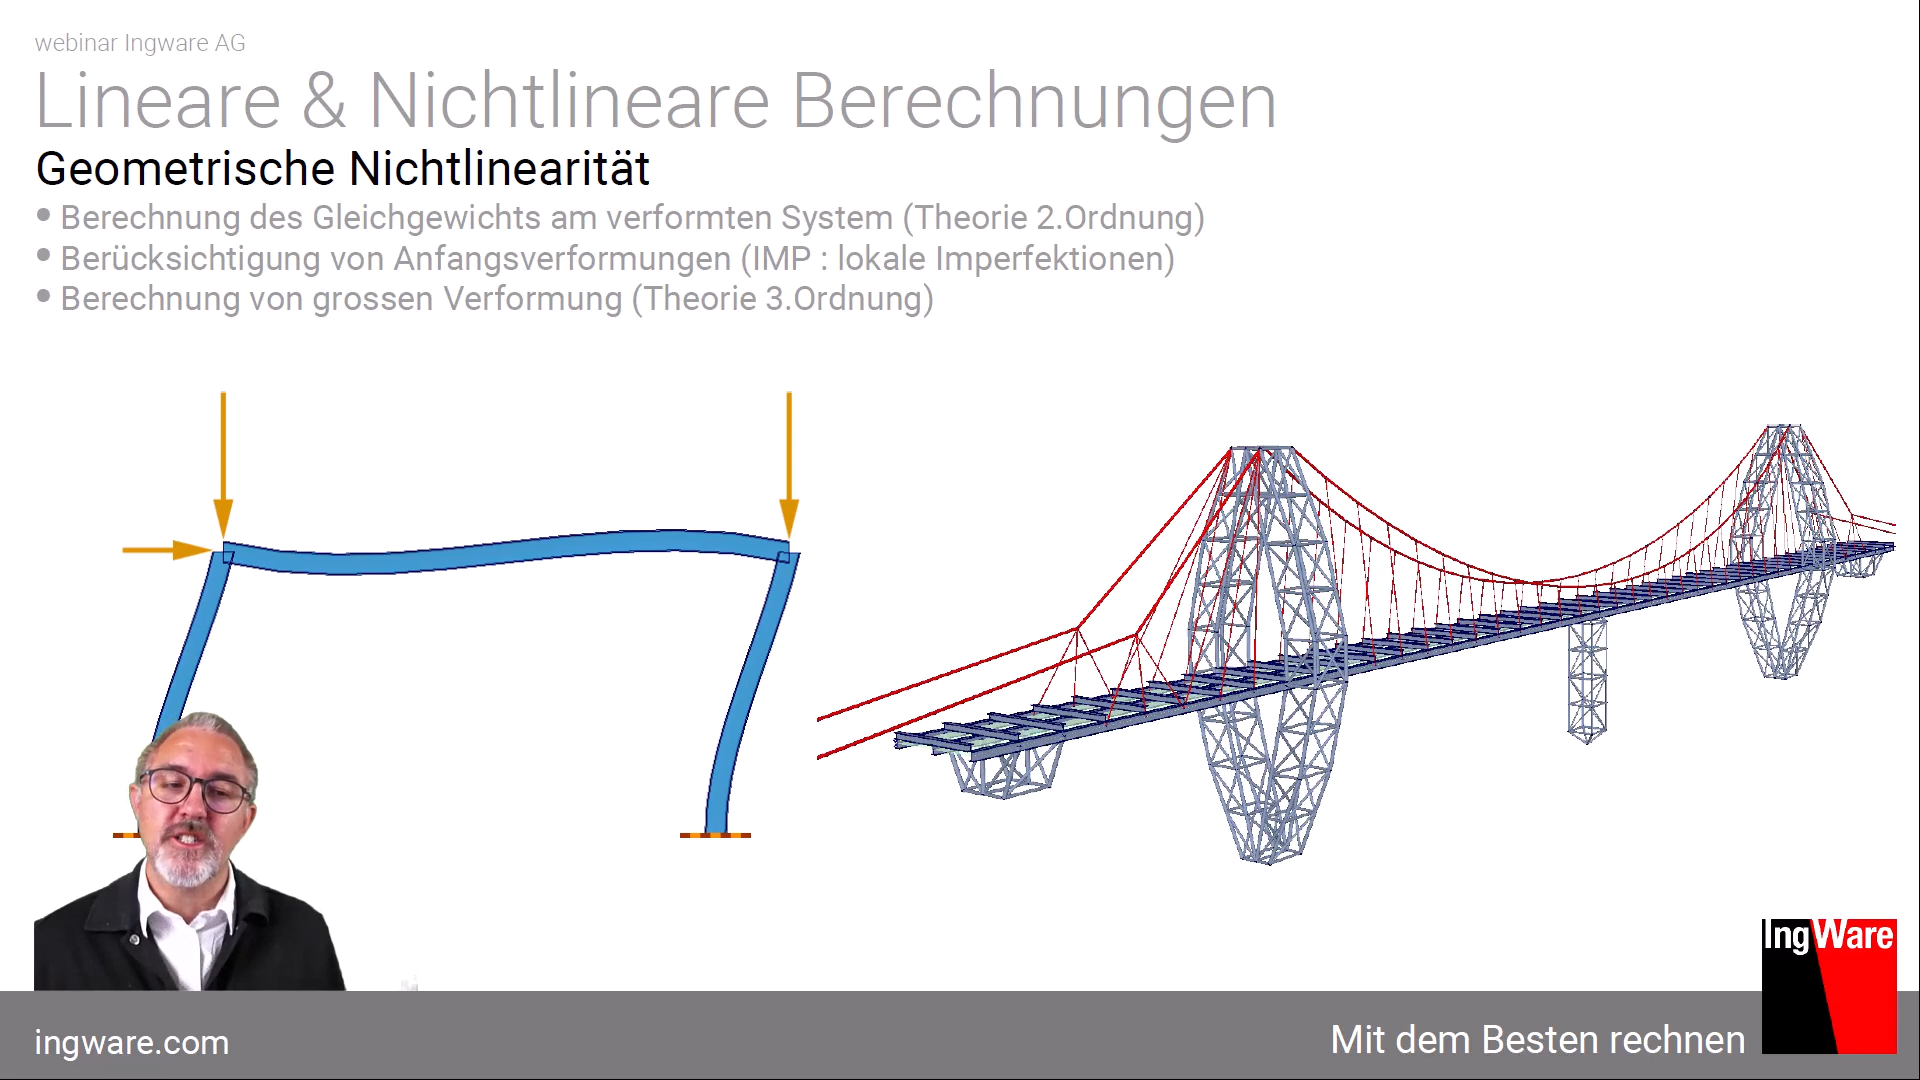 webinar Ingware AG
Lineare & Nichtlineare Berechnungen
Geometrische Nichtlinearität
• Berechnung des Gleichgewichts am verformten System (Theorie 2.Ordnung)
• Berücksichtigung von Anfangsverformungen (IMP : lokale Imperfektionen)
• Berechnung von grossen Verformung (Theorie 3.Ordnung)
IngWare
ingware.com
Mit dem Besten rechnen